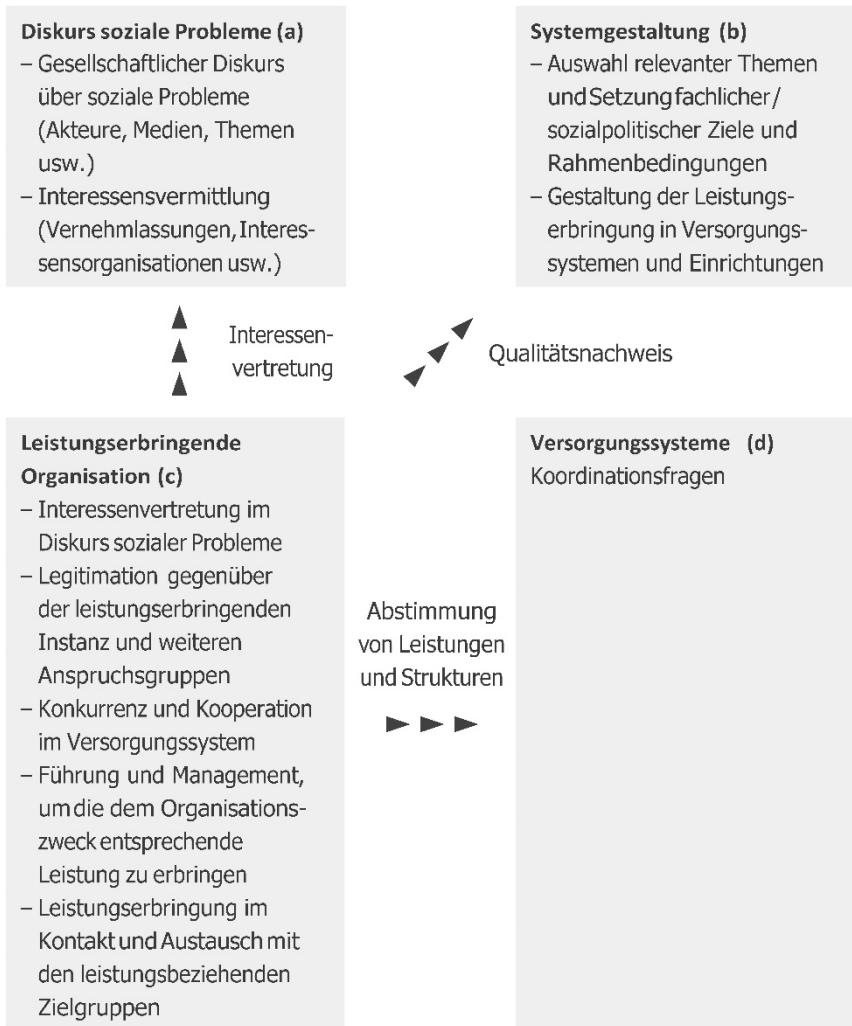 Diskurs soziale Probleme (a)
– Gesellschaftlicher Diskurs
über soziale Probleme
(Akteure, Medien, Themen
usw.)
– Interessensvermittlung
(Vernehmlassungen, Interes-
sensorganisationen usw.)
Systemgestaltung (b)
– Auswahl relevanter Themen
und Setzung fachlicher/
sozialpolitischer Ziele und
Rahmenbedingungen
– Gestaltung der Leistungs-
erbringung in Versorgungs-
systemen und Einrichtungen
Interessen-
vertretung
Qualitätsnachweis
Leistungserbringende
Organisation (c)
– Interessenvertretung im
Diskurs sozialer Probleme
– Legitimation gegenüber
der leistungserbringenden
Instanz und weiteren
Anspruchsgruppen
– Konkurrenz und Kooperation
im Versorgungssystem
– Führung und Management,
um die dem Organisations-
zweck entsprechende
Leistung zu erbringen
– Leistungserbringung im
Kontakt und Austausch mit
den leistungsbeziehenden
Zielgruppen
Abstimmung
von Leistungen
und Strukturen
Versorgungssysteme (d)
Koordinationsfragen